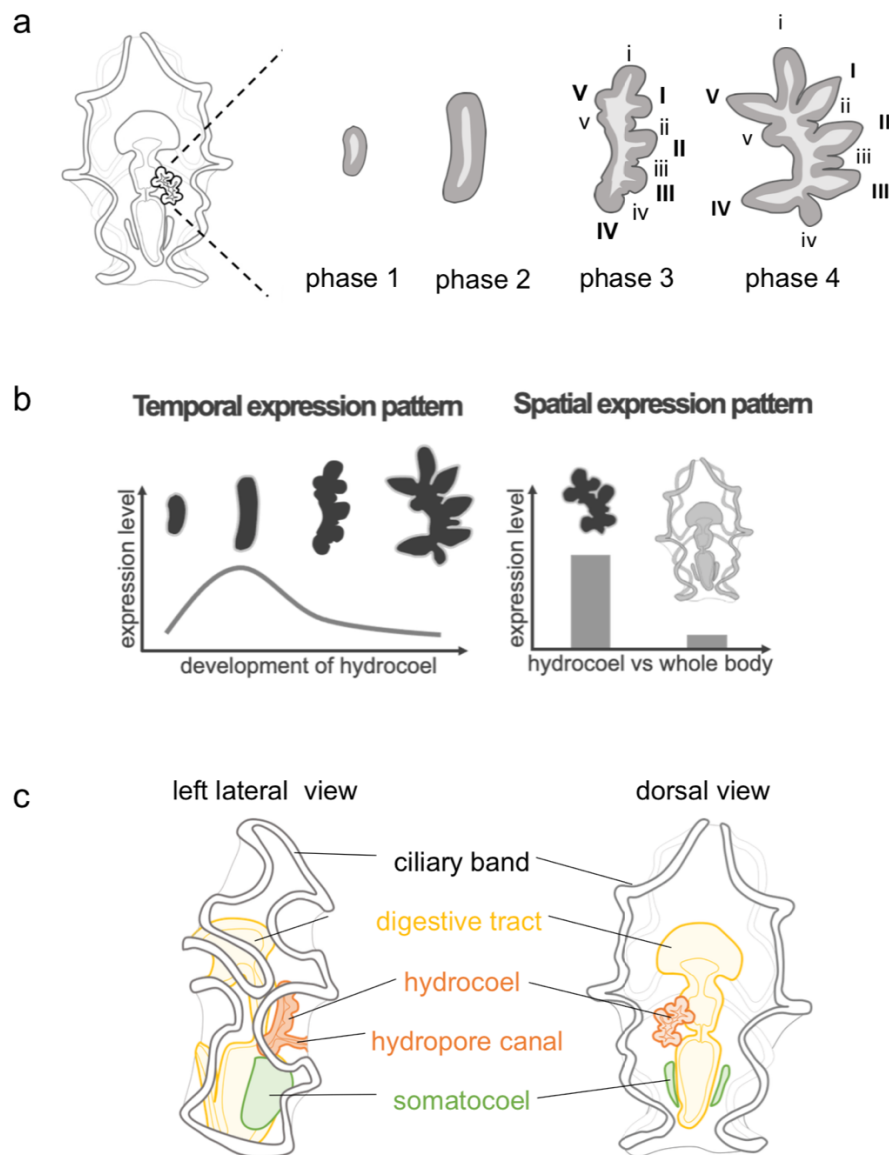 a
i
V
I
v
ii
II
iii
III
iv
IV
i
I
V
ii
II
v
iii
IV
III
iv
phase 1
phase 2
phase 3
phase 4
b
Temporal expression pattern
expression level
development of hydrocoel
Spatial expression pattern
expression level
hydrocoel vs whole body
c
left lateral view
dorsal view
ciliary band
digestive tract
hydrocoel
hydropore canal
somatocoel